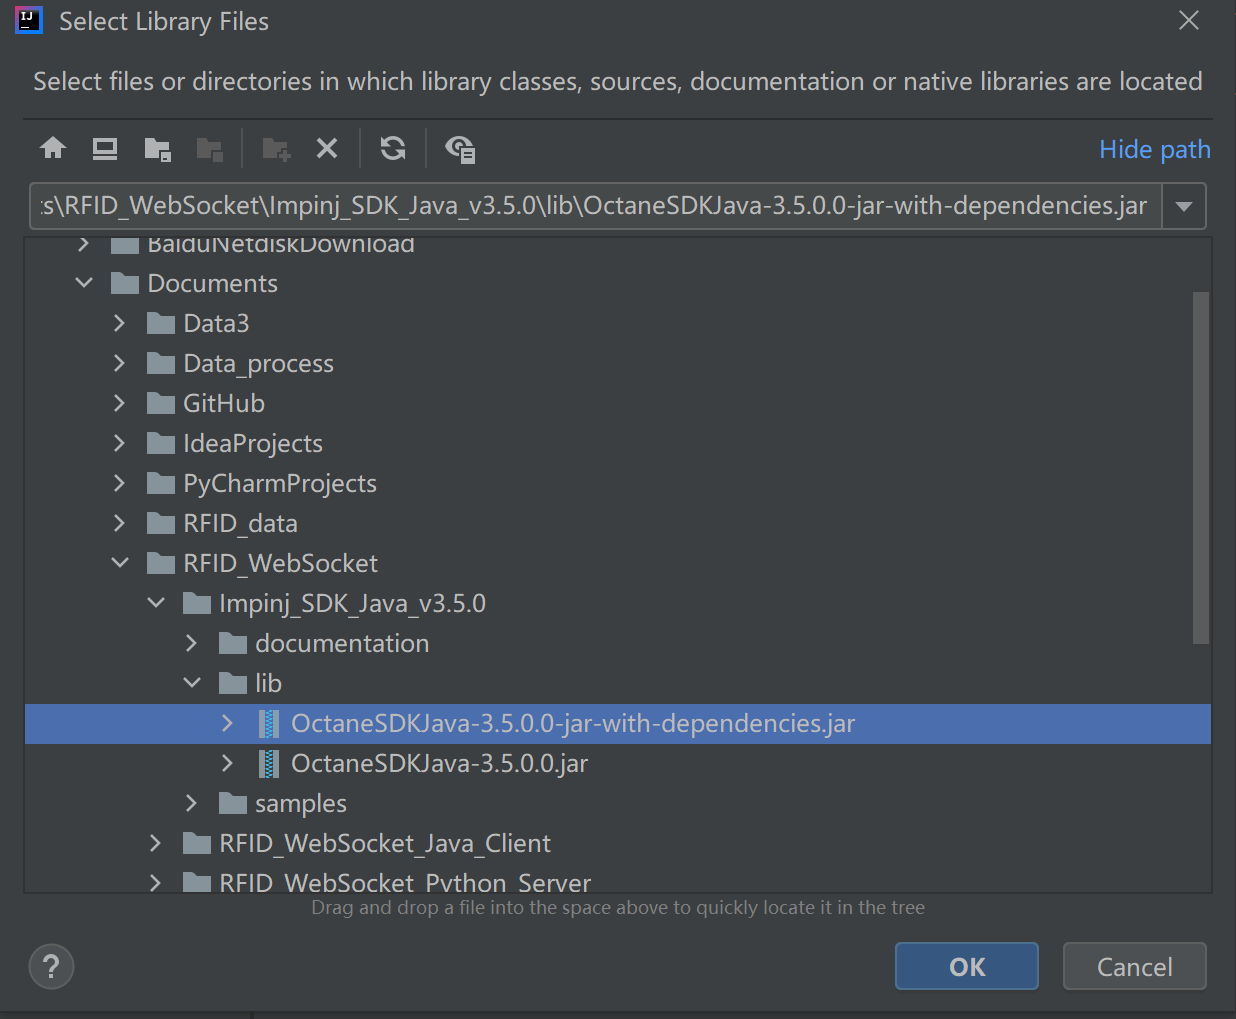 IJ
Select Library Files
Select files or directories in which library classes, sources, documentation or native libraries are located
Hide path
:s\RFID_WebSocket\Impinj_SDK_Java_v3.5.0\lib\OctaneSDKJava-3.5.0.0-jar-with-dependencies.jar
BaiduNetdiskDownload
Documents
Data3
Data_process
GitHub
IdeaProjects
PyCharmProjects
RFID_data
RFID_WebSocket
Impinj_SDK_Java_v3.5.0
documentation
lib
OctaneSDKJava-3.5.0.0-jar-with-dependencies.jar
OctaneSDKJava-3.5.0.0.jar
samples
RFID_WebSocket_Java_Client
RFID_WebSocket_Python_Server
Drag and drop a file into the space above to quickly locate it in the tree
?
OK
Cancel